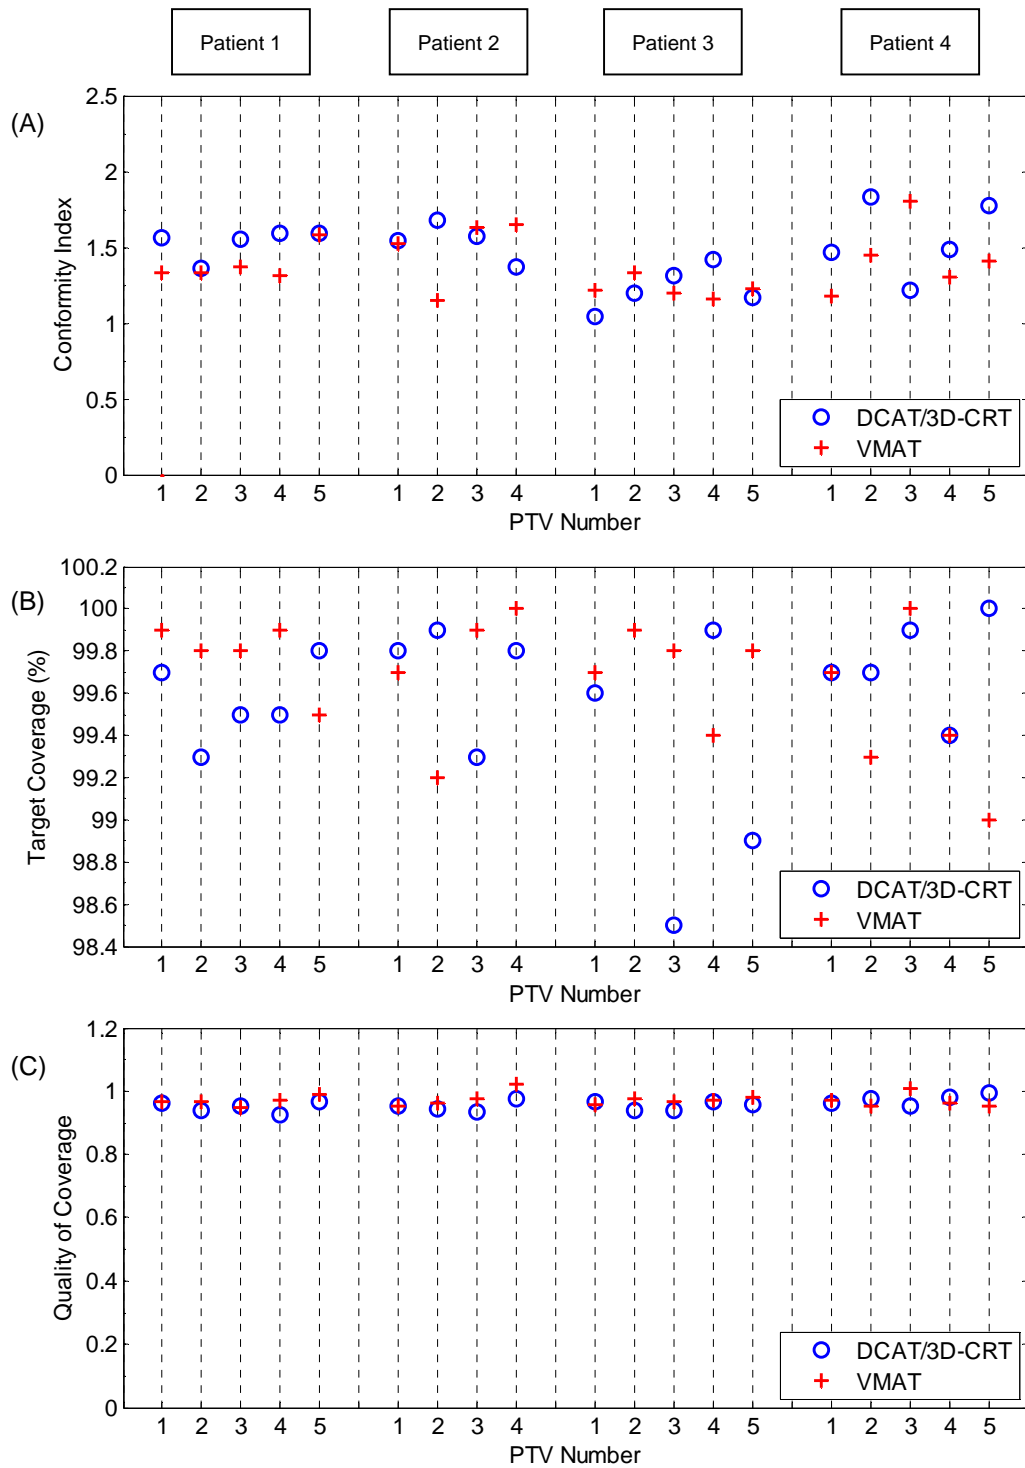 Patient 1 Patient 2 Patient 3 Patient 4
(A)
Conformity Index
2.5
2
1.5
1
0.5
0
DCAT/3D-CRT
VMAT
1 2 3 4 5 1 2 3 4 1 2 3 4 5 1 2 3 4 5
PTV Number
(B)
Target Coverage (%)
100.2
100
99.8
99.6
99.4
99.2
99
98.8
98.6
98.4
DCAT/3D-CRT
VMAT
1 2 3 4 5 1 2 3 4 1 2 3 4 5 1 2 3 4 5
PTV Number
(C)
Quality of Coverage
1.2
1
0.8
0.6
0.4
0.2
0
DCAT/3D-CRT
VMAT
1 2 3 4 5 1 2 3 4 1 2 3 4 5 1 2 3 4 5
PTV Number